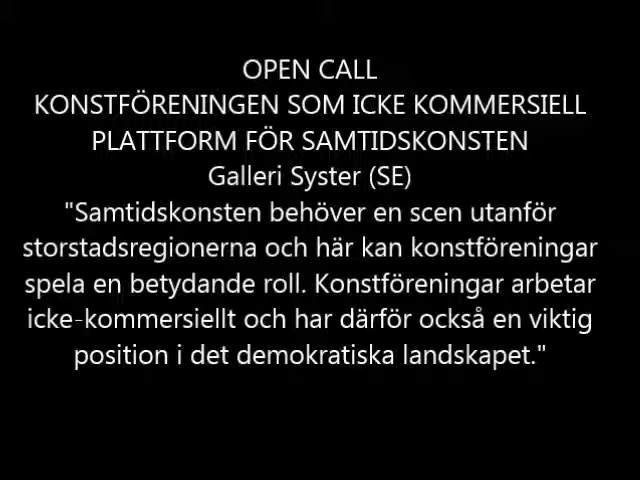 OPEN CALL
KONSTFÖRENINGEN SOM ICKE KOMMERSIELL
PLATTFORM FÖR SAMTIDSKONSTEN
Galleri Syster (SE)
"Samtidskonsten behöver en scen utanför
storstadsregionerna och här kan konstföreningar
spela en betydande roll. Konstföreningar arbetar
icke-kommersiellt och har därför också en viktig
position i det demokratiska landskapet."